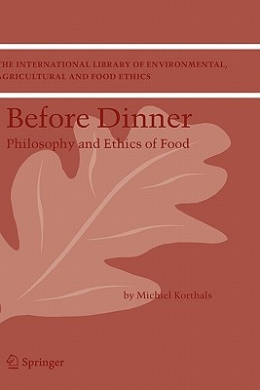 THE INTERNATIONAL LIBRARY OF ENVIRONMENTAL,
AGRICULTURAL AND FOOD ETHICS
Before Dinner
Philosophy and Ethics of Food
by Michiel Korthals
Springer